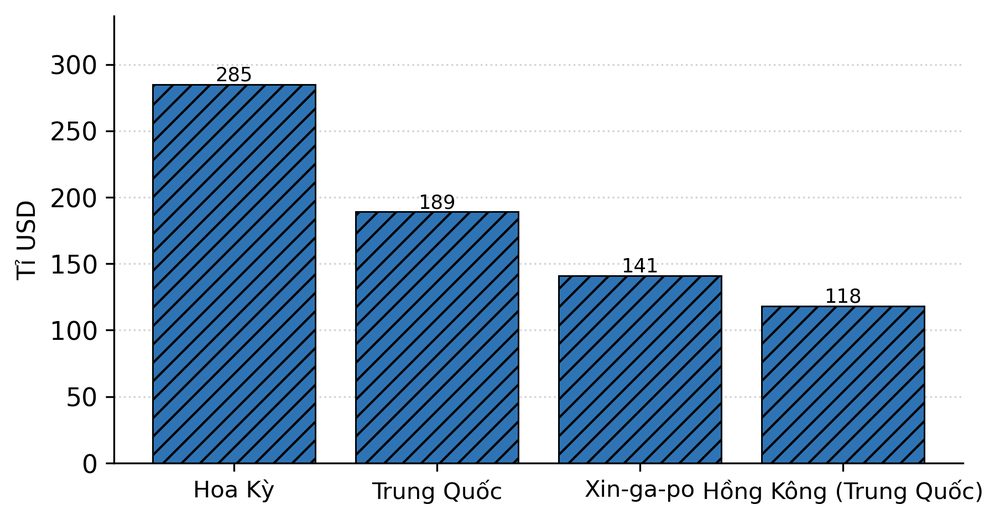 Tỉ USD
300
250
200
150
100
50
0
285
189
141
118
Hoa Kỳ
Trung Quốc
Xin-ga-po
Hồng Kông (Trung Quốc)